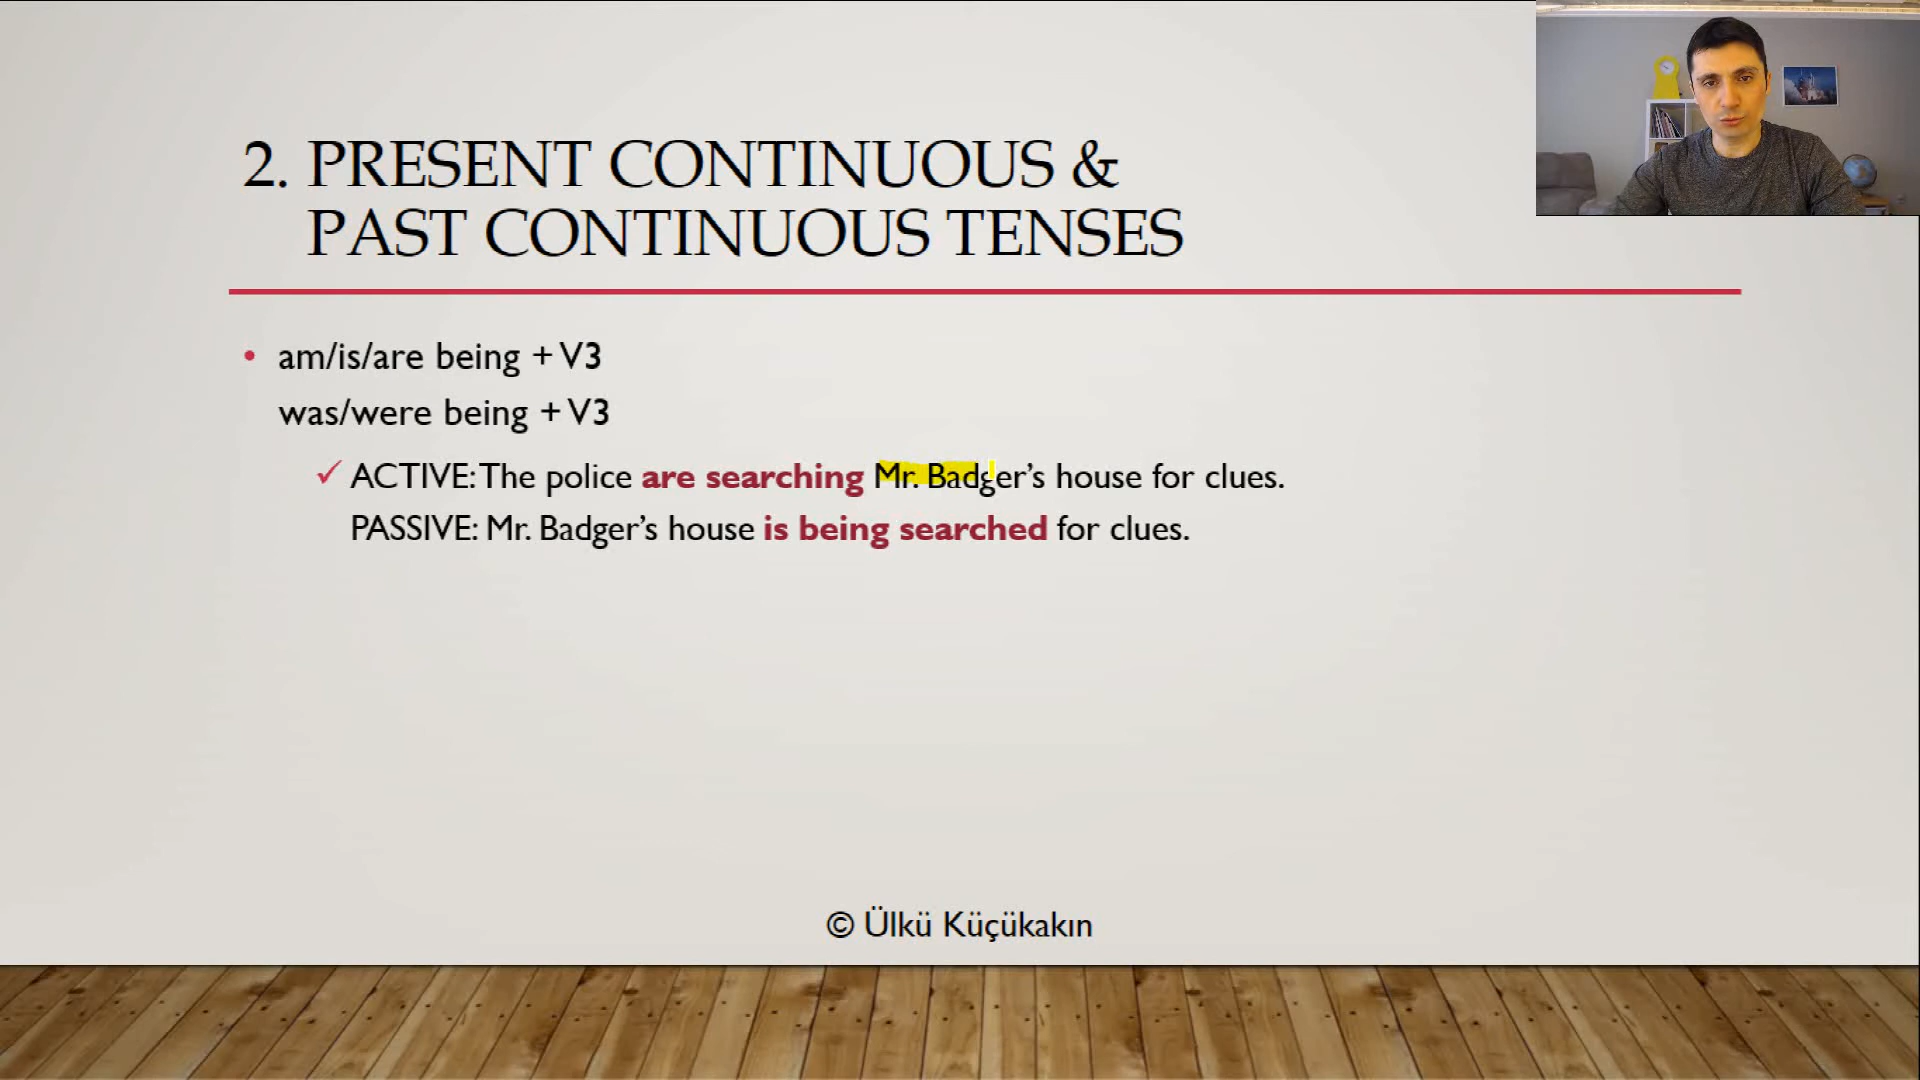 2. PRESENT CONTINUOUS &
PAST CONTINUOUS TENSES
• am/is/are being + V3
was/were being + V3
✓ ACTIVE: The police are searching Mr. Badger’s house for clues.
PASSIVE: Mr. Badger’s house is being searched for clues.
© Ülkü Küçükakın